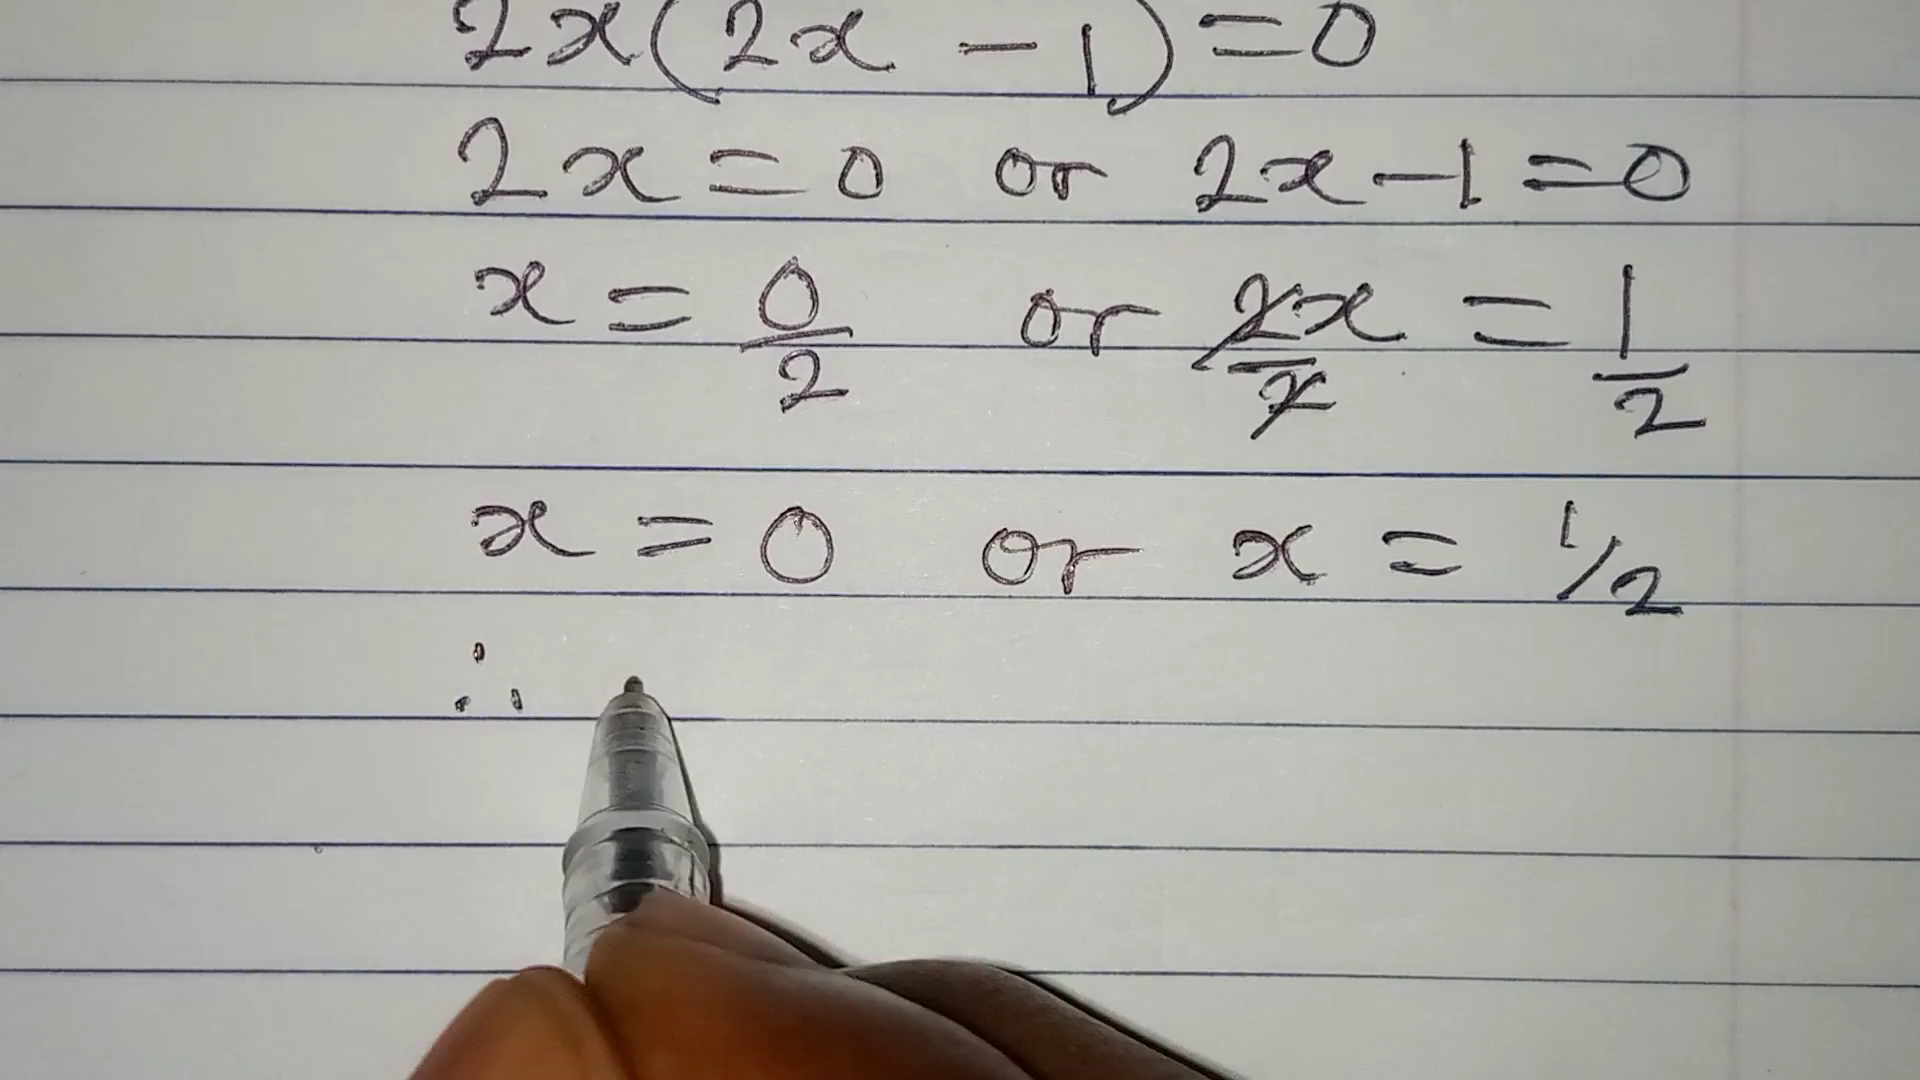 2x(2x - 1) = 0
2x = 0 or 2x - 1 = 0
x = 0/2 or 2x/2 = 1/2
x = 0 or x = 1/2
∴